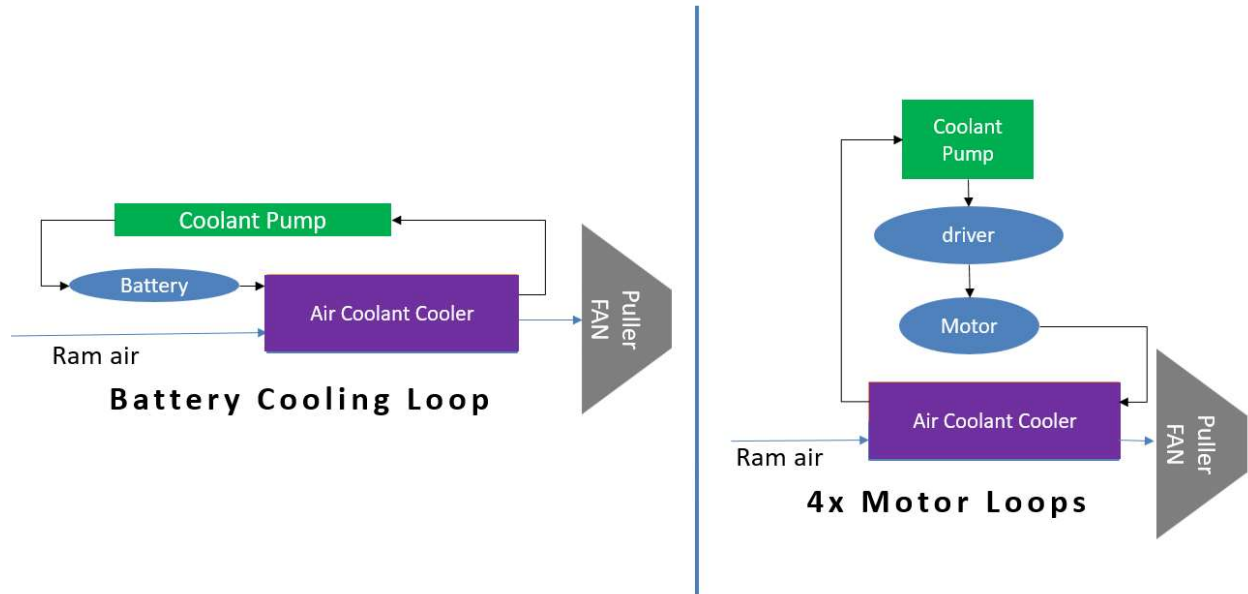 Coolant Pump
Battery
Air Coolant Cooler
Ram air
Puller
FAN
Battery Cooling Loop
Coolant
Pump
driver
Motor
Air Coolant Cooler
Ram air
Puller
FAN
4x Motor Loops